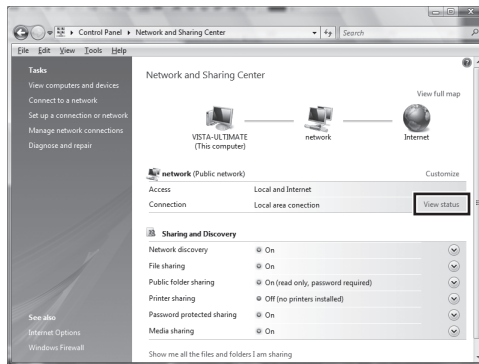 Control Panel ▸ Network and Sharing Center
Search
File Edit View Tools Help
Tasks
View computers and devices
Connect to a network
Set up a connection or network
Manage network connections
Diagnose and repair
Network and Sharing Center
View full map
VISTA-ULTIMATE
(This computer)
network
Internet
network (Public network)
Customize
Access Local and Internet
Connection Local area conection View status
Sharing and Discovery
Network discovery On
File sharing On
Public folder sharing On (read only, password required)
Printer sharing Off (no printers installed)
Password protected sharing On
Media sharing On
Show me all the files and folders I am sharing
See also
Internet Options
Windows Firewall